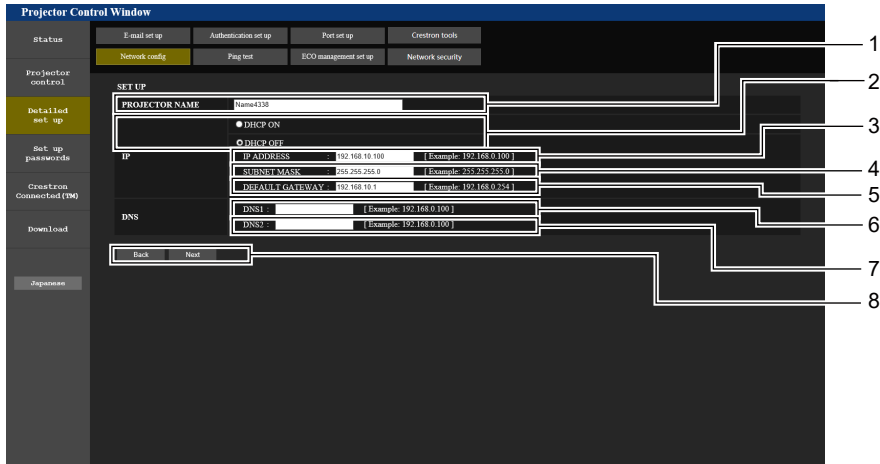 Projector Control Window
Status
Projector
control
Detailed
set up
Set up
passwords
Crestron
Connected(TM)
Download
Japanese
E-mail set up
Authentication set up
Port set up
Crestron tools
Network config
Ping test
ECO management set up
Network security
SET UP
PROJECTOR NAME Name4338
DHCP ON
DHCP OFF
IP
IP ADDRESS : 192.168.10.100 [ Example: 192.168.0.100 ]
SUBNET MASK : 255.255.255.0 [ Example: 255.255.255.0 ]
DEFAULT GATEWAY : 192.168.10.1 [ Example: 192.168.0.254 ]
DNS
DNS1 : [ Example: 192.168.0.100 ]
DNS2 : [ Example: 192.168.0.100 ]
Back Next
1
2
3
4
5
6
7
8